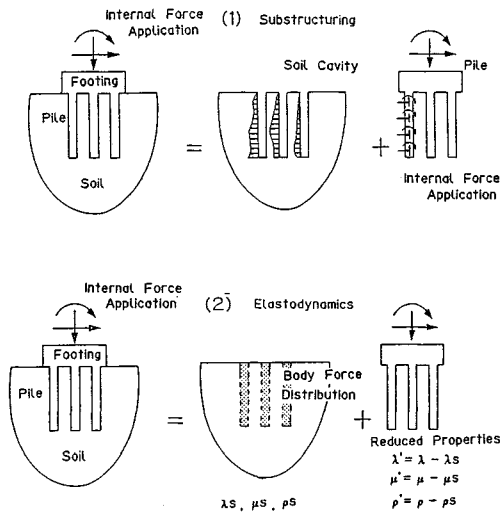 Internal Force
Application
(1) Substructuring
Footing
Pile
Soil
=
Soil Cavity
+
Pile
Internal Force
Application
Internal Force
Application
(2) Elastodynamics
Footing
Pile
Soil
=
Body Force
Distribution
λs, μs, ρs
+
Reduced Properties
λ' = λ - λs
μ' = μ - μs
ρ' = ρ - ρs